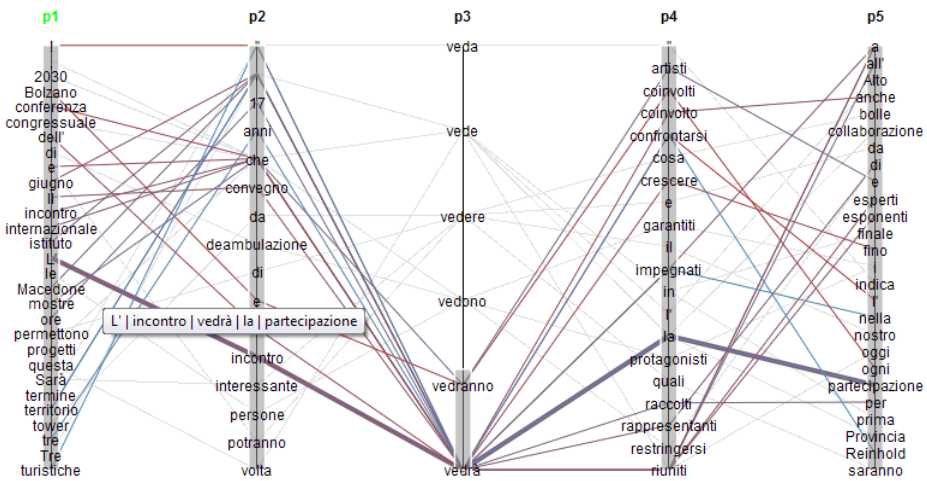 p1
p2
p3
p4
p5
!
2030
Bolzano
conferenza
congressuale
dell'
di
e
giugno
Il
incontro
internazionale
istituto
L'
le
Macedone
mostre
ore
permettono
progetti
questa
Sarà
termine
territorio
tower
tre
Tre
turistiche
17
anni
che
convegno
da
deambulazione
di
e
incontro
interessante
persone
potranno
volta
veda
vede
vedere
vedono
vedranno
vedrà
artisti
coinvolti
coinvolto
confrontarsi
cosa
crescere
e
garantiti
il
impegnati
in
l'
la
protagonisti
quali
raccolti
rappresentanti
restringersi
riuniti
a
all'
Alto
anche
bolle
collaborazione
da
di
e
esperti
esponenti
finale
fino
i
indica
l'
nella
nostro
oggi
ogni
partecipazione
per
prima
Provincia
Reinhold
saranno
L' | incontro | vedrà | la | partecipazione